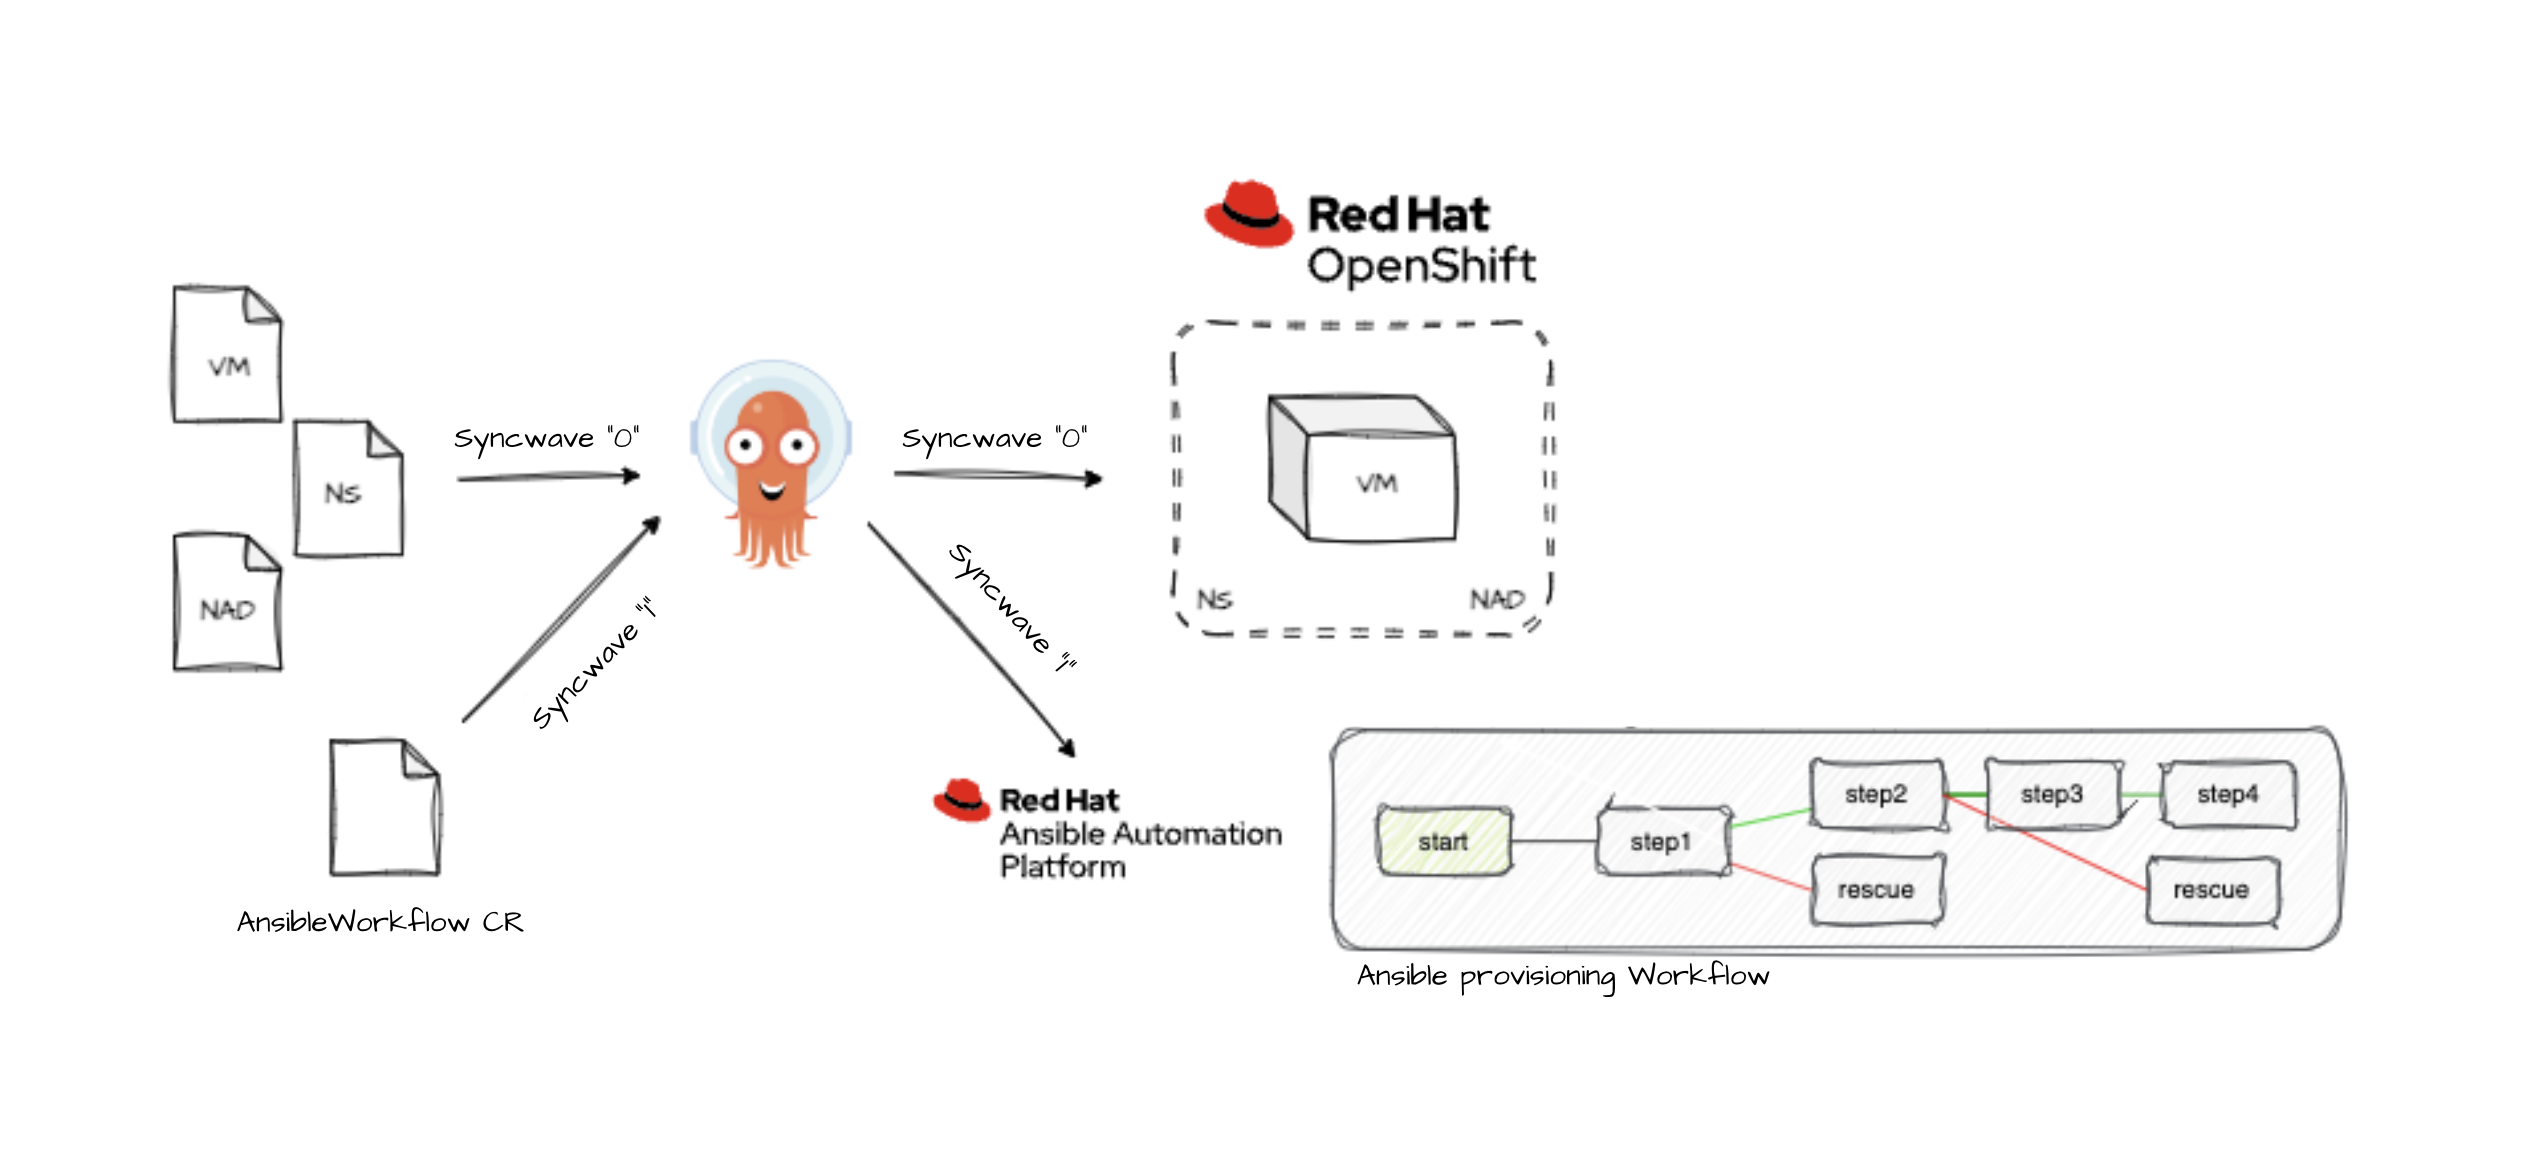 Red Hat
OpenShift
VM
NS
NAD
Syncwave "0"
Syncwave "1"
AnsibleWorkflow CR
Syncwave "0"
Syncwave "1"
VM
NS
NAD
Red Hat
Ansible Automation
Platform
start
step1
step2
step3
step4
rescue
rescue
Ansible provisioning Workflow